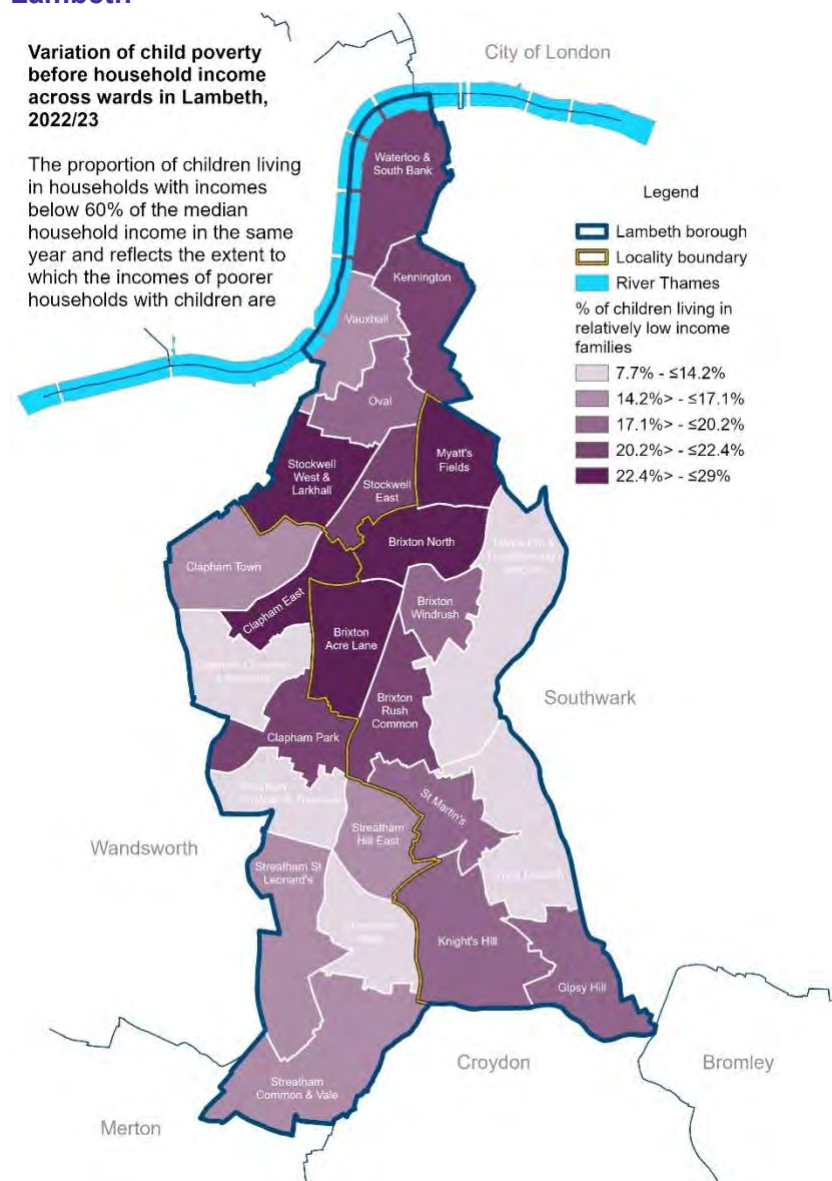 Lambeth
Variation of child poverty
before household income
across wards in Lambeth,
2022/23
The proportion of children living
in households with incomes
below 60% of the median
household income in the same
year and reflects the extent to
which the incomes of poorer
households with children are
City of London
Legend
Lambeth borough
Locality boundary
River Thames
% of children living in
relatively low income
families
7.7% - ≤14.2%
14.2%> - ≤17.1%
17.1%> - ≤20.2%
20.2%> - ≤22.4%
22.4%> - ≤29%
Waterloo &
South Bank
Kennington
Vauxhall
Oval
Stockwell
West &
Larkhall
Stockwell
East
Myatt's
Fields
Brixton North
Clapham Town
Clapham East
Brixton
Windrush
Brixton
Acre Lane
Brixton
Rush
Common
Southwark
Clapham Park
St Martin's
Wandsworth
Streatham
Hill East
Streatham St
Leonard's
Knight's Hill
Gipsy Hill
Croydon
Bromley
Streatham
Common & Vale
Merton